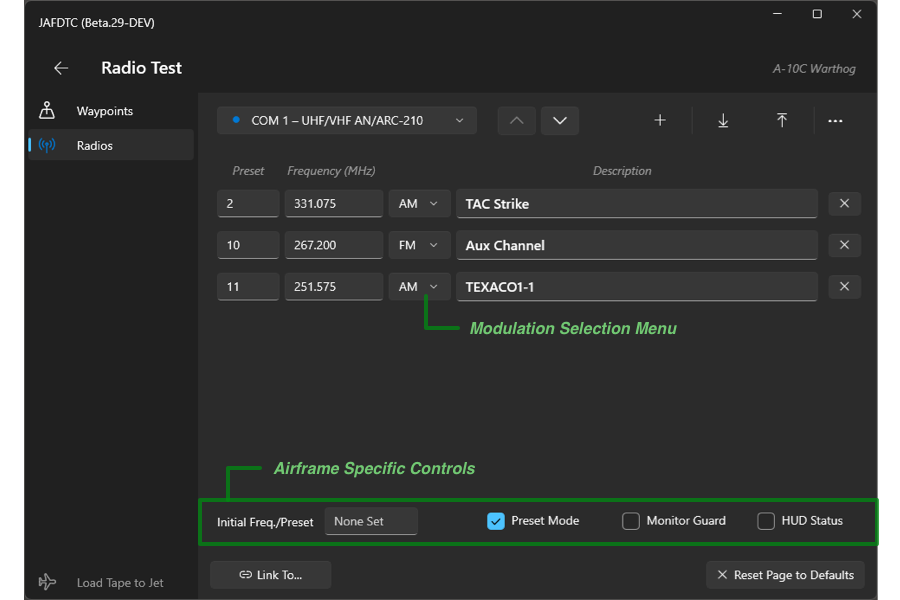 JAFDTC (Beta.29-DEV)
Radio Test
A-10C Warthog
Waypoints
Radios
COM 1 – UHF/VHF AN/ARC-210
Preset Frequency (MHz) Description
2 331.075 AM TAC Strike
10 267.200 FM Aux Channel
11 251.575 AM TEXACO1-1
Modulation Selection Menu
Airframe Specific Controls
Initial Freq./Preset None Set Preset Mode Monitor Guard HUD Status
Load Tape to Jet
Link To... Reset Page to Defaults